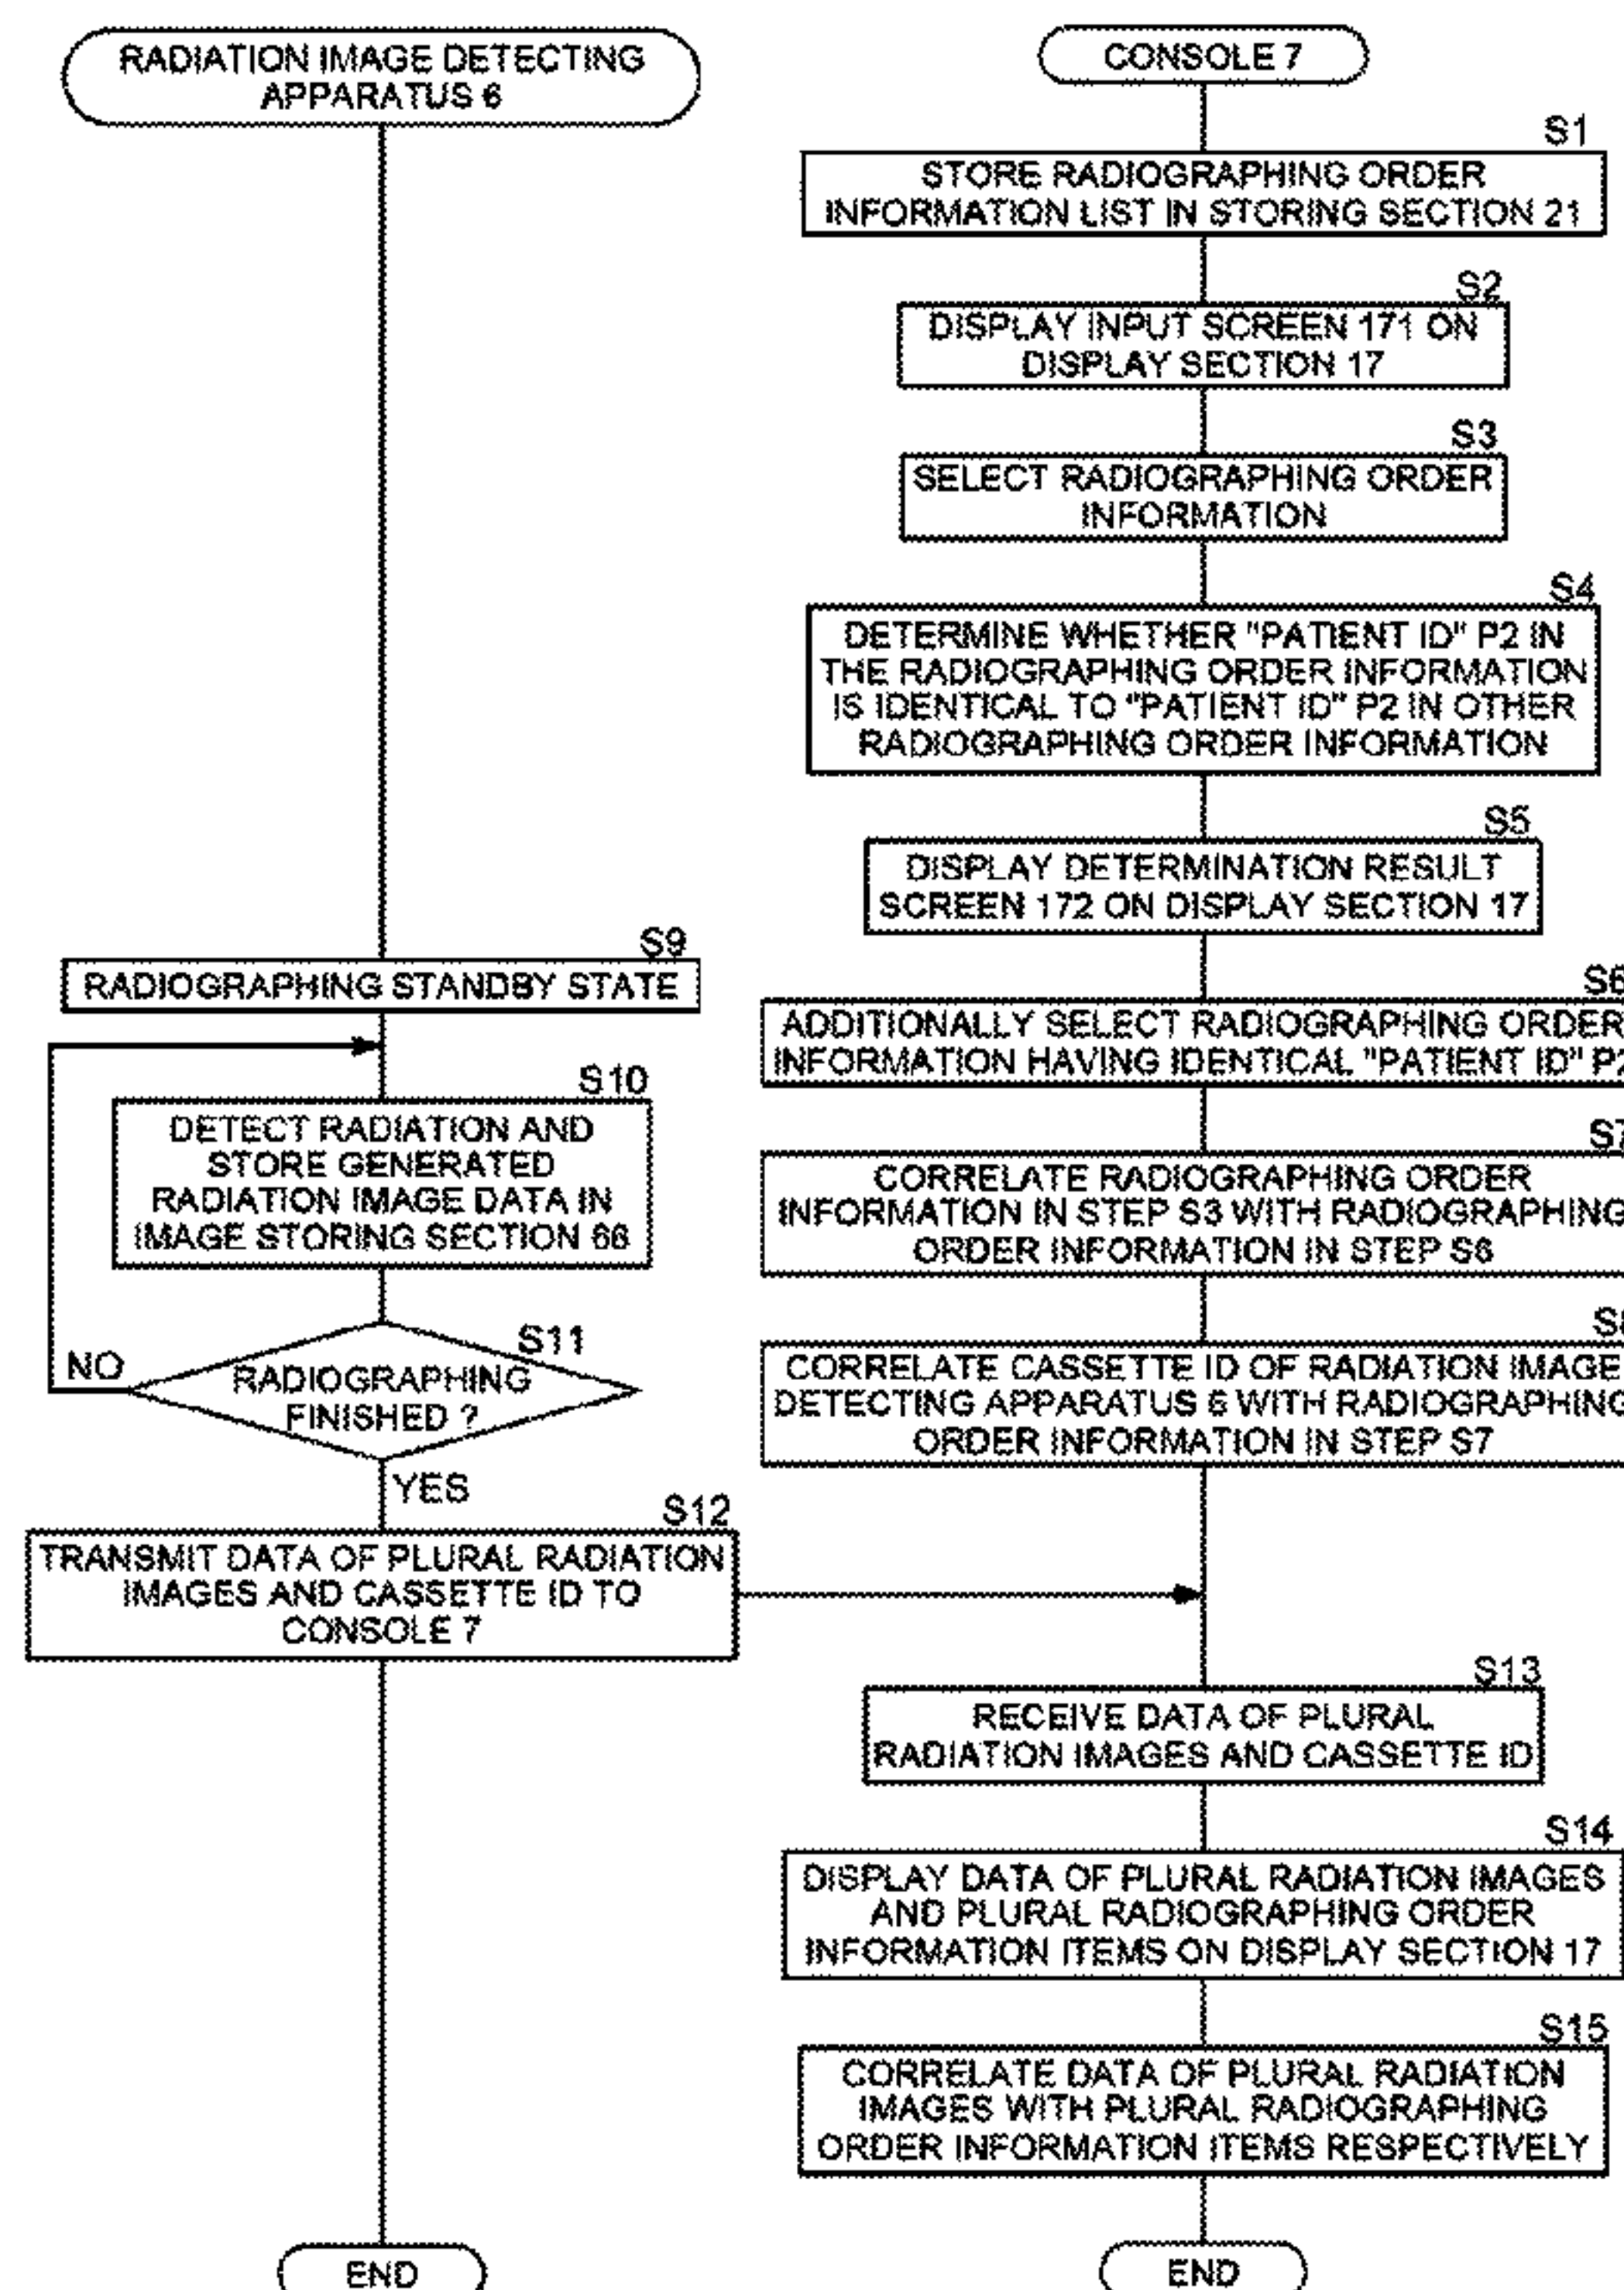 RADIATION IMAGE DETECTING
APPARATUS 6
S9
RADIOGRAPHING STANDBY STATE
S10
DETECT RADIATION AND
STORE GENERATED
RADIATION IMAGE DATA IN
IMAGE STORING SECTION 66
S11
NO
RADIOGRAPHING
FINISHED ?
YES
S12
TRANSMIT DATA OF PLURAL RADIATION
IMAGES AND CASSETTE ID TO
CONSOLE 7
END
CONSOLE 7
S1
STORE RADIOGRAPHING ORDER
INFORMATION LIST IN STORING SECTION 21
S2
DISPLAY INPUT SCREEN 171 ON
DISPLAY SECTION 17
S3
SELECT RADIOGRAPHING ORDER
INFORMATION
S4
DETERMINE WHETHER "PATIENT ID" P2 IN
THE RADIOGRAPHING ORDER INFORMATION
IS IDENTICAL TO "PATIENT ID" P2 IN OTHER
RADIOGRAPHING ORDER INFORMATION
S5
DISPLAY DETERMINATION RESULT
SCREEN 172 ON DISPLAY SECTION 17
S6
ADDITIONALLY SELECT RADIOGRAPHING ORDER
INFORMATION HAVING IDENTICAL "PATIENT ID" P2
S7
CORRELATE RADIOGRAPHING ORDER
INFORMATION IN STEP S3 WITH RADIOGRAPHING
ORDER INFORMATION IN STEP S6
CORRELATE CASSETTE ID OF RADIATION IMAGE
DETECTING APPARATUS 6 WITH RADIOGRAPHING
ORDER INFORMATION IN STEP S7
S13
RECEIVE DATA OF PLURAL
RADIATION IMAGES AND CASSETTE ID
S14
DISPLAY DATA OF PLURAL RADIATION IMAGES
AND PLURAL RADIOGRAPHING ORDER
INFORMATION ITEMS ON DISPLAY SECTION 17
S15
CORRELATE DATA OF PLURAL RADIATION
IMAGES WITH PLURAL RADIOGRAPHING
ORDER INFORMATION ITEMS RESPECTIVELY
END